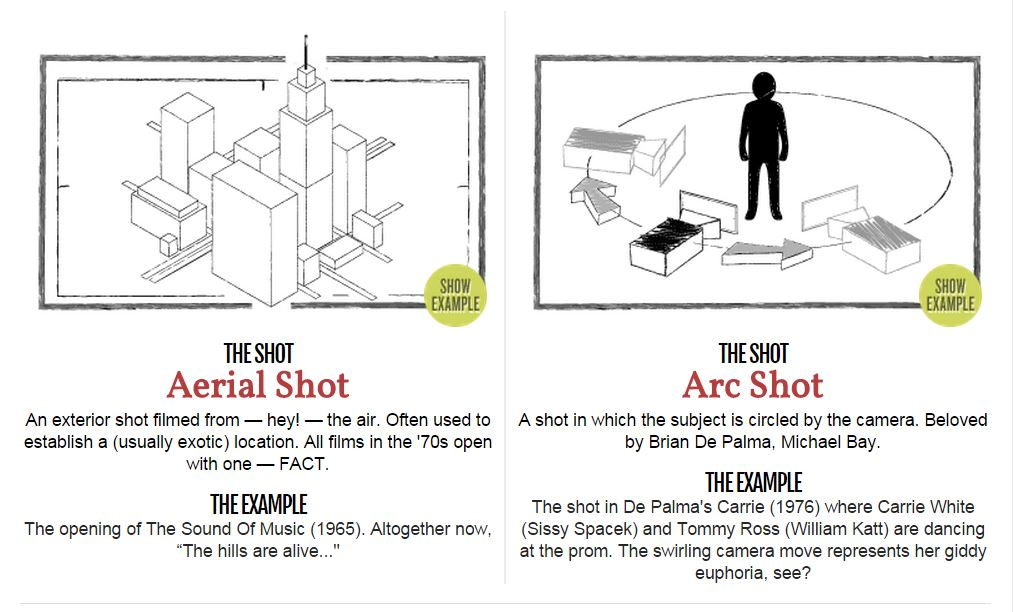 SHOW
EXAMPLE
THE SHOT
Aerial Shot
An exterior shot filmed from — hey! — the air. Often used to
establish a (usually exotic) location. All films in the '70s open
with one — FACT.
THE EXAMPLE
The opening of The Sound Of Music (1965). Altogether now,
“The hills are alive..."
SHOW
EXAMPLE
THE SHOT
Arc Shot
A shot in which the subject is circled by the camera. Beloved
by Brian De Palma, Michael Bay.
THE EXAMPLE
The shot in De Palma's Carrie (1976) where Carrie White
(Sissy Spacek) and Tommy Ross (William Katt) are dancing
at the prom. The swirling camera move represents her giddy
euphoria, see?